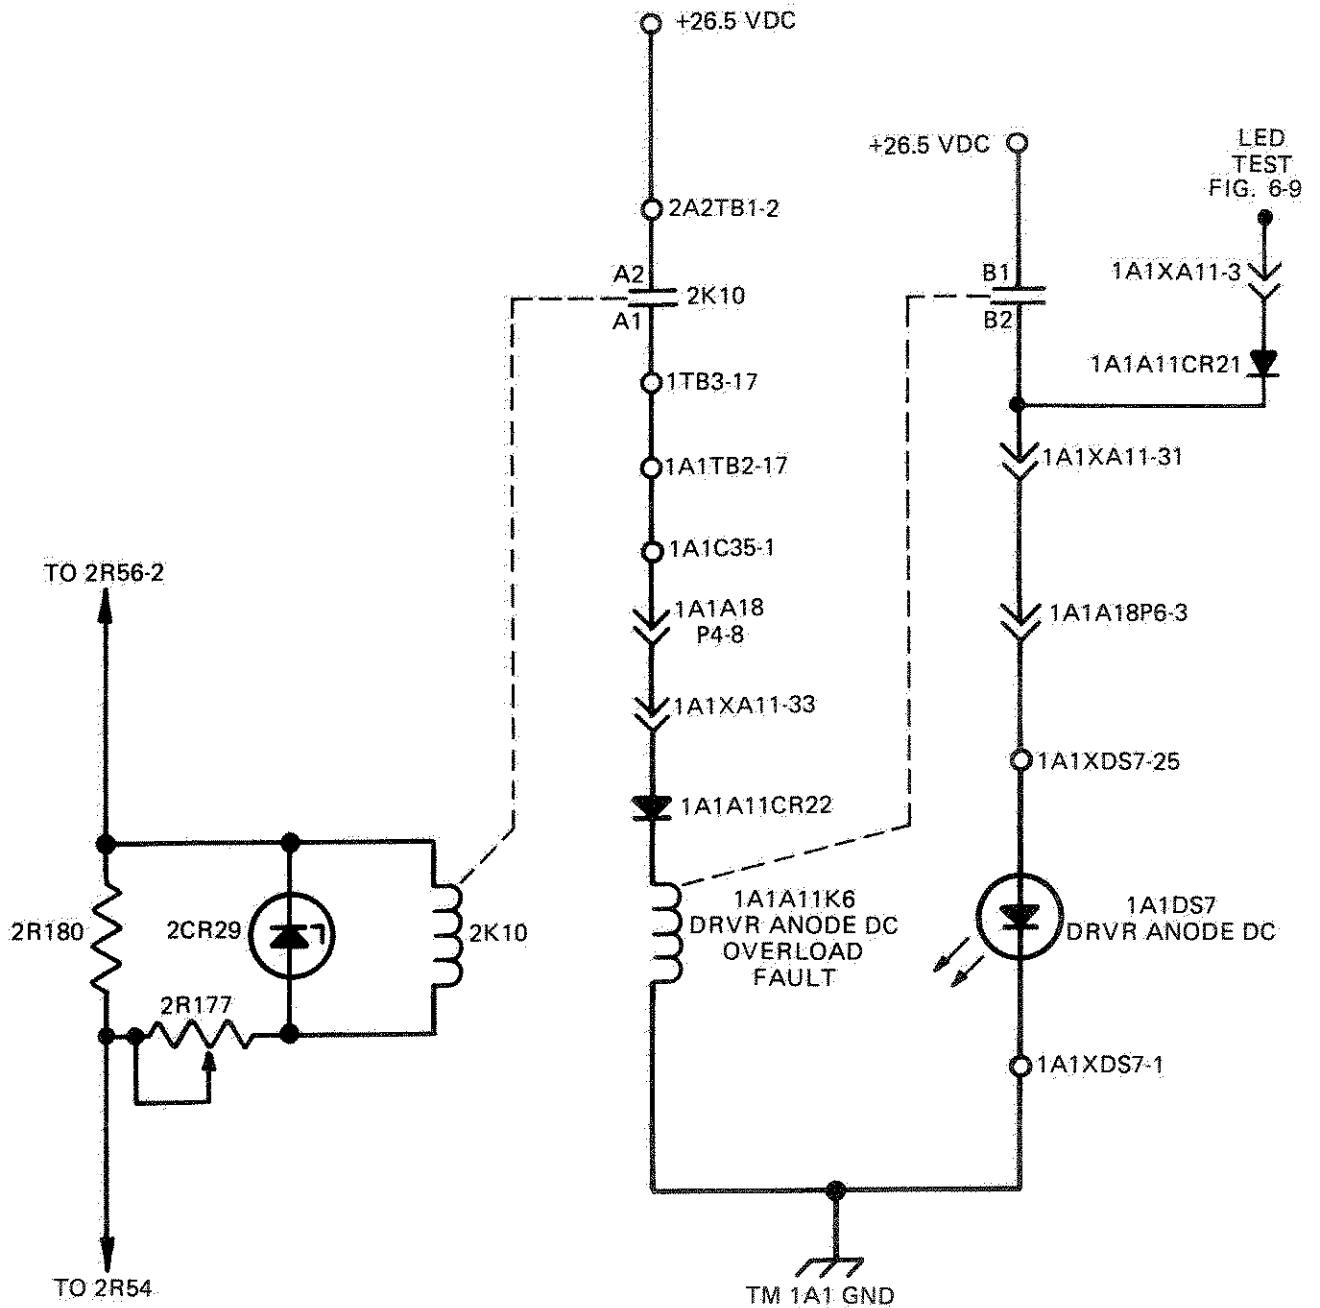 +26.5 VDC
+26.5 VDC
LED
TEST
FIG. 6-9
2A2TB1-2
A2
2K10
A1
B1
B2
1A1XA11-3
1A1A11CR21
1TB3-17
1A1TB2-17
1A1XA11-31
1A1C35-1
TO 2R56-2
1A1A18
P4-8
1A1A18P6-3
1A1XA11-33
1A1XDS7-25
1A1A11CR22
2R180
2CR29
2K10
1A1A11K6
DRVR ANODE DC
OVERLOAD
FAULT
1A1DS7
DRVR ANODE DC
2R177
1A1XDS7-1
TO 2R54
TM 1A1 GND